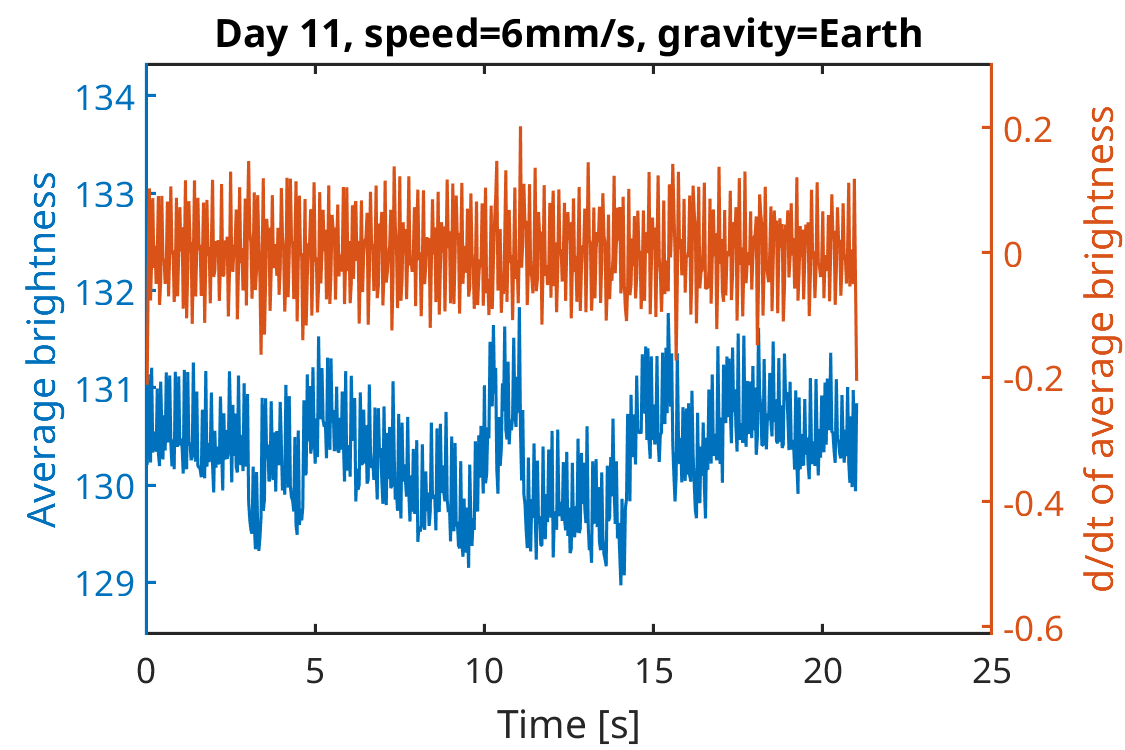 Day 11, speed=6mm/s, gravity=Earth
134
133
132
131
130
129
Average brightness
0.2
0
-0.2
-0.4
-0.6
d/dt of average brightness
0 5 10 15 20 25
Time [s]